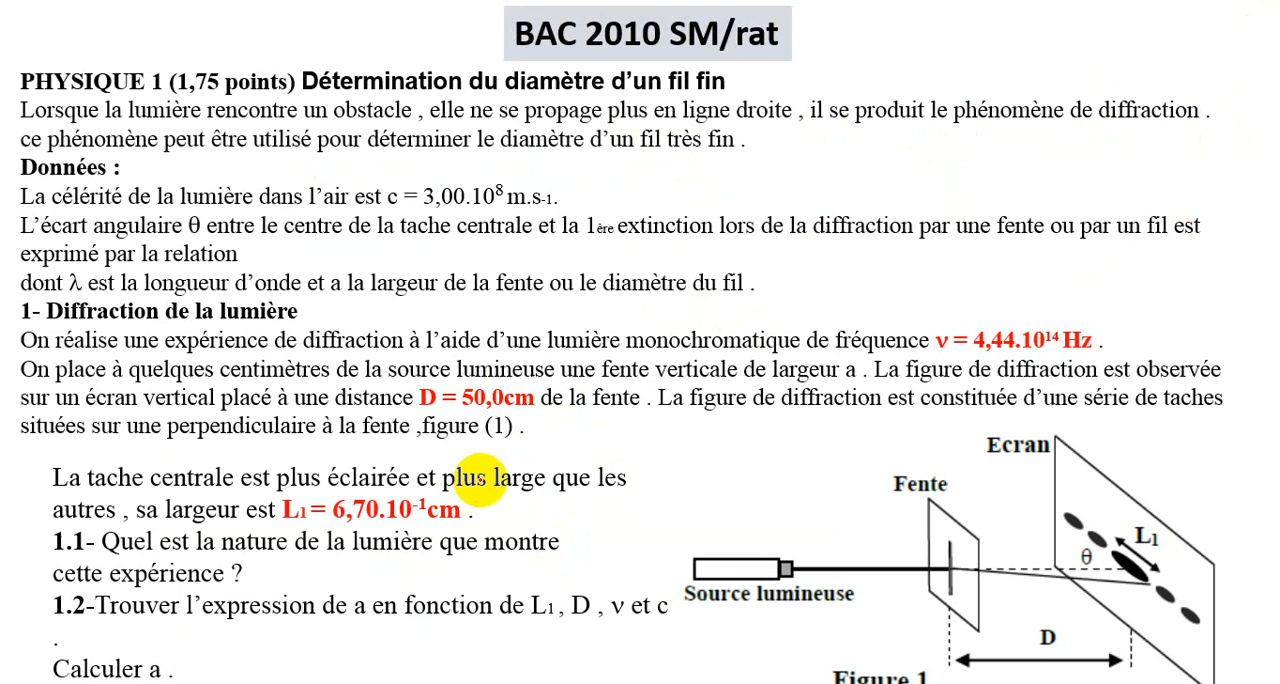 BAC 2010 SM/rat
PHYSIQUE 1 (1,75 points) Détermination du diamètre d’un fil fin
Lorsque la lumière rencontre un obstacle , elle ne se propage plus en ligne droite , il se produit le phénomène de diffraction .
ce phénomène peut être utilisé pour déterminer le diamètre d’un fil très fin .
Données :
La célérité de la lumière dans l’air est c = 3,00.10⁸ m.s-1.
L’écart angulaire θ entre le centre de la tache centrale et la 1ère extinction lors de la diffraction par une fente ou par un fil est
exprimé par la relation
dont λ est la longueur d’onde et a la largeur de la fente ou le diamètre du fil .
1- Diffraction de la lumière
On réalise une expérience de diffraction à l’aide d’une lumière monochromatique de fréquence ν = 4,44.10¹⁴ Hz .
On place à quelques centimètres de la source lumineuse une fente verticale de largeur a . La figure de diffraction est observée
sur un écran vertical placé à une distance D = 50,0cm de la fente . La figure de diffraction est constituée d’une série de taches
situées sur une perpendiculaire à la fente ,figure (1) .
La tache centrale est plus éclairée et plus large que les
autres , sa largeur est L₁ = 6,70.10⁻¹cm .
1.1- Quel est la nature de la lumière que montre
cette expérience ?
1.2-Trouver l’expression de a en fonction de L₁ , D , ν et c
.
Calculer a .
Ecran
Fente
L₁
θ
Source lumineuse
D
Figure 1